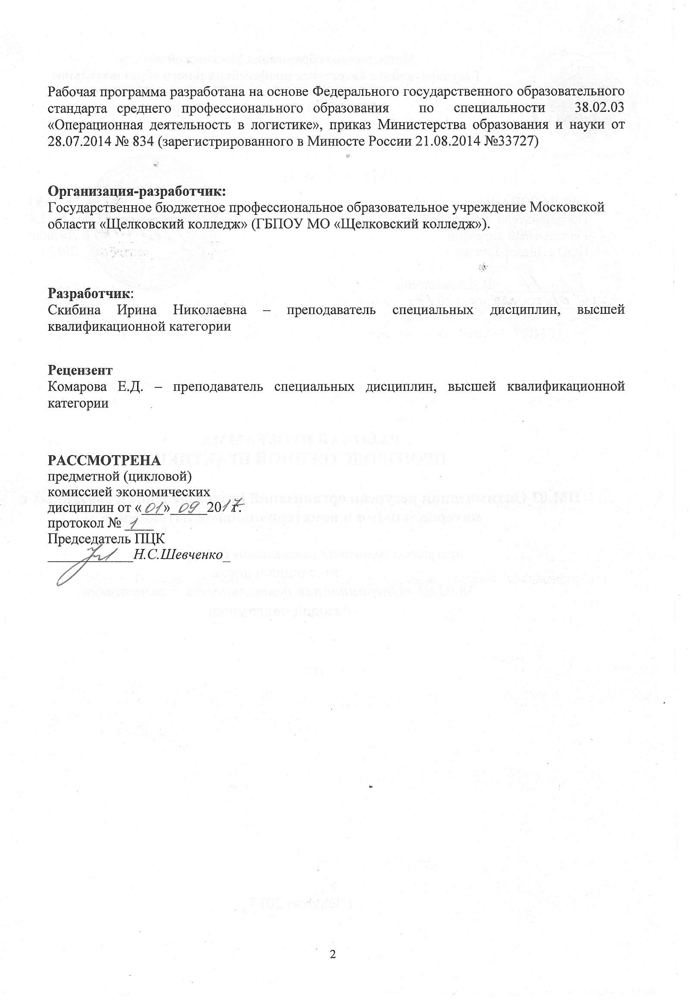 Рабочая программа разработана на основе Федерального государственного образовательного
стандарта среднего профессионального образования по специальности 38.02.03
«Операционная деятельность в логистике», приказ Министерства образования и науки от
28.07.2014 № 834 (зарегистрированного в Минюсте России 21.08.2014 №33727)
Организация-разработчик:
Государственное бюджетное профессиональное образовательное учреждение Московской
области «Щелковский колледж» (ГБПОУ МО «Щелковский колледж»).
Разработчик:
Скибина Ирина Николаевна – преподаватель специальных дисциплин, высшей
квалификационной категории
Рецензент
Комарова Е.Д. – преподаватель специальных дисциплин, высшей квалификационной
категории
РАССМОТРЕНА
предметной (цикловой)
комиссией экономических
дисциплин от «01» 09 2017 г.
протокол № 1
Председатель ПЦК
Н.С.Шевченко
2